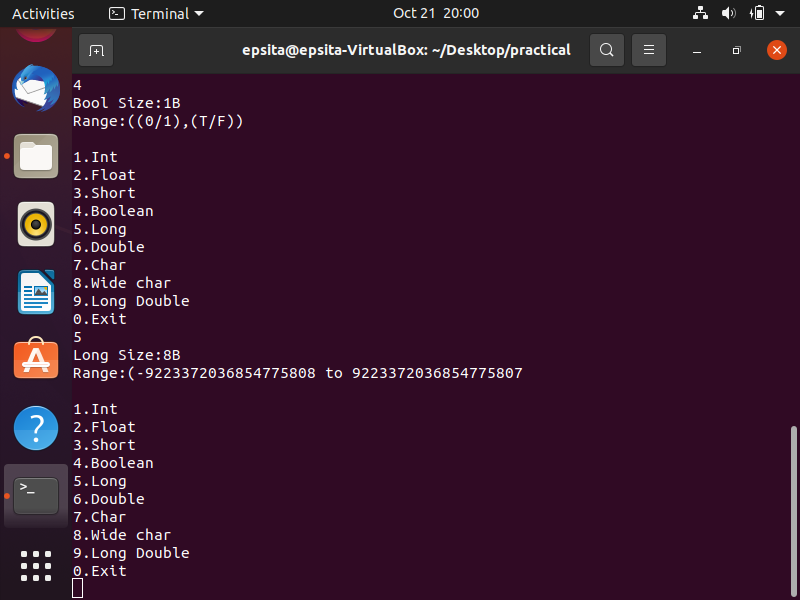 Activities
Terminal
Oct 21 20:00
epsita@epsita-VirtualBox: ~/Desktop/practical
4
Bool Size:1B
Range:((0/1),(T/F))
1.Int
2.Float
3.Short
4.Boolean
5.Long
6.Double
7.Char
8.Wide char
9.Long Double
0.Exit
5
Long Size:8B
Range:(-9223372036854775808 to 9223372036854775807
1.Int
2.Float
3.Short
4.Boolean
5.Long
6.Double
7.Char
8.Wide char
9.Long Double
0.Exit